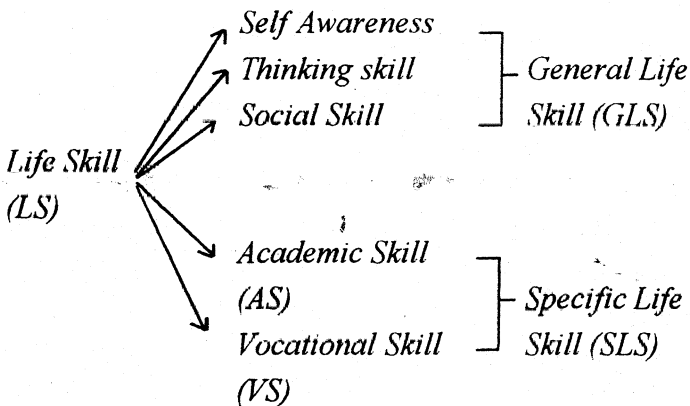 Self Awareness
Thinking skill
Social Skill
General Life
Skill (GLS)
Life Skill
(LS)
Academic Skill
(AS)
Vocational Skill
(VS)
Specific Life
Skill (SLS)